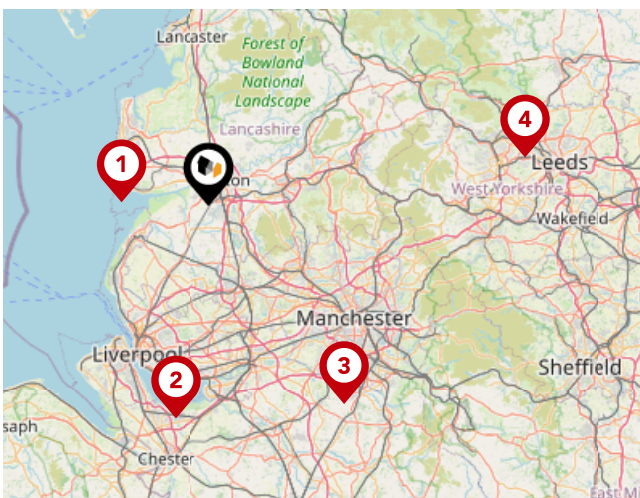 Lancaster
Forest of
Bowland
National
Landscape
Lancashire
4
1
ton
Leeds
West Yorkshire
Wakefield
Manchester
Liverpool
3
Sheffield
2
saph
Chester
East M